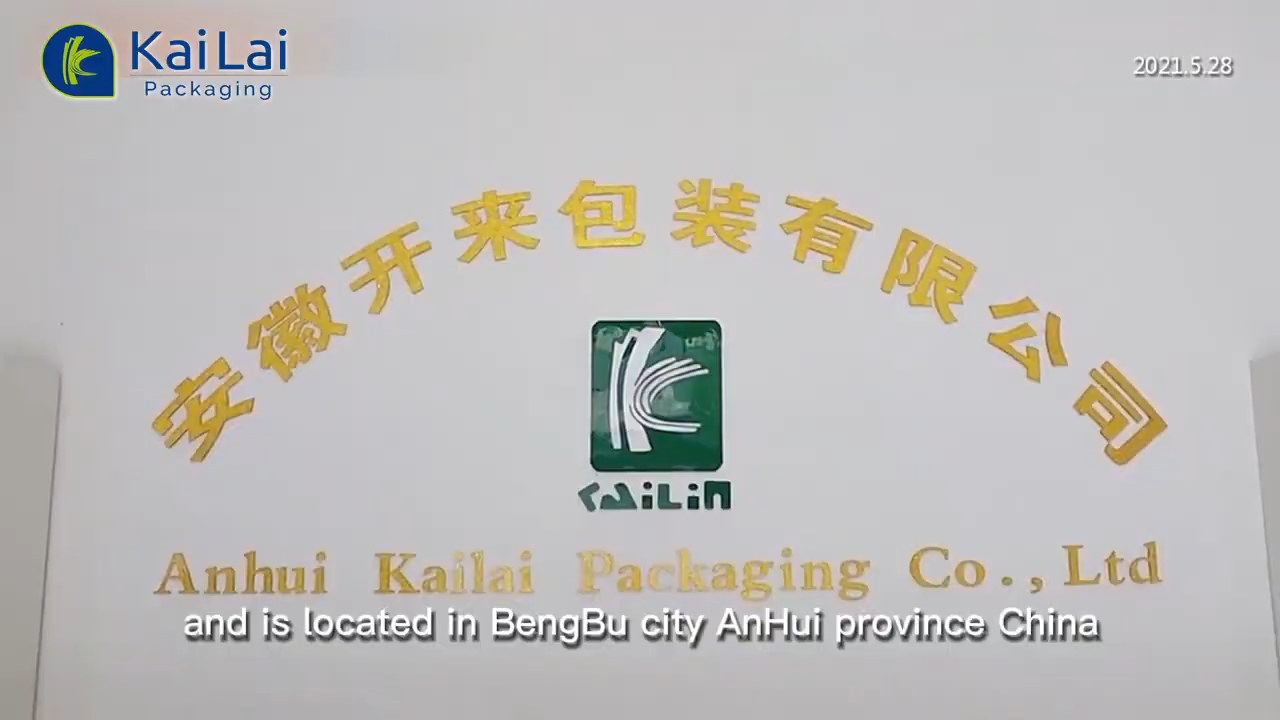 KaiLai
Packaging
2021.5.28
安徽开来包装有限公司
KAiLiN
Anhui Kailai Packaging Co.,Ltd
and is located in BengBu city AnHui province China